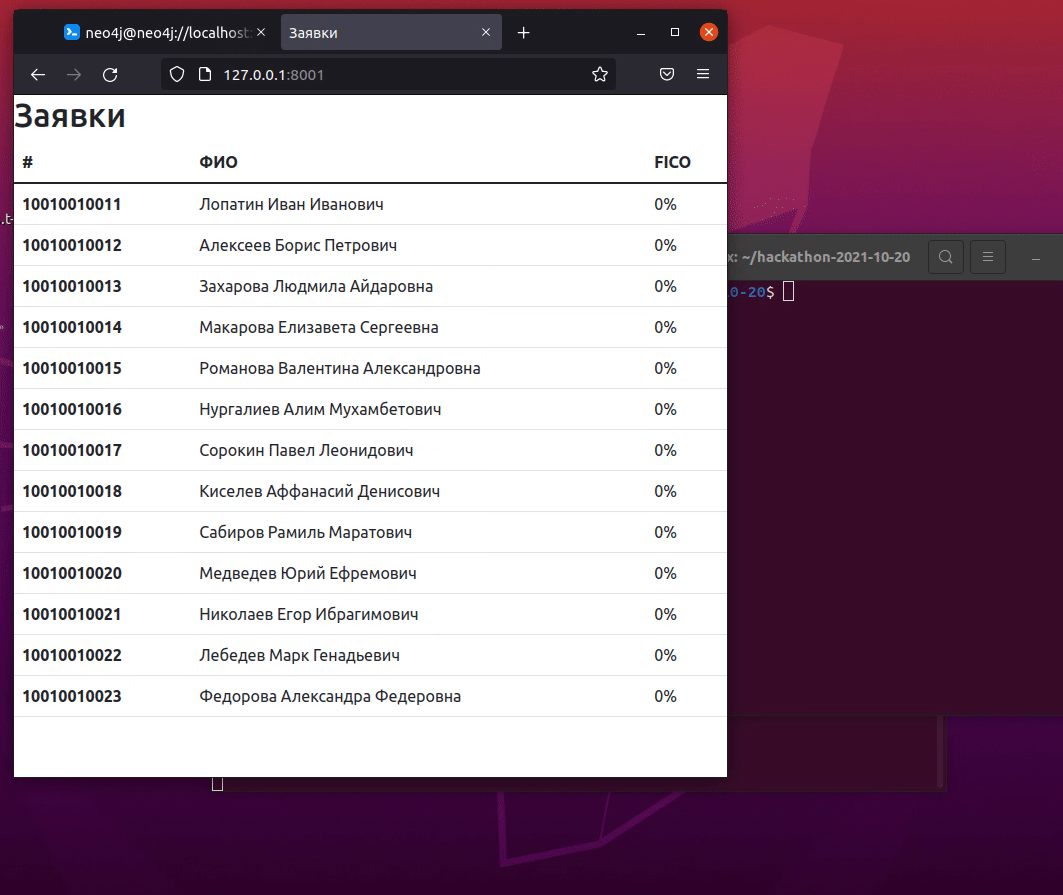 neo4j@neo4j://localhost:
Заявки
127.0.0.1:8001
Заявки
# ФИО FICO
10010010011 Лопатин Иван Иванович 0%
10010010012 Алексеев Борис Петрович 0%
10010010013 Захарова Людмила Айдаровна 0%
10010010014 Макарова Елизавета Сергеевна 0%
10010010015 Романова Валентина Александровна 0%
10010010016 Нургалиев Алим Мухамбетович 0%
10010010017 Сорокин Павел Леонидович 0%
10010010018 Киселев Аффанасий Денисович 0%
10010010019 Сабиров Рамиль Маратович 0%
10010010020 Медведев Юрий Ефремович 0%
10010010021 Николаев Егор Ибрагимович 0%
10010010022 Лебедев Марк Генадьевич 0%
10010010023 Федорова Александра Федеровна 0%
x: ~/hackathon-2021-10-20
0-20$
.t-